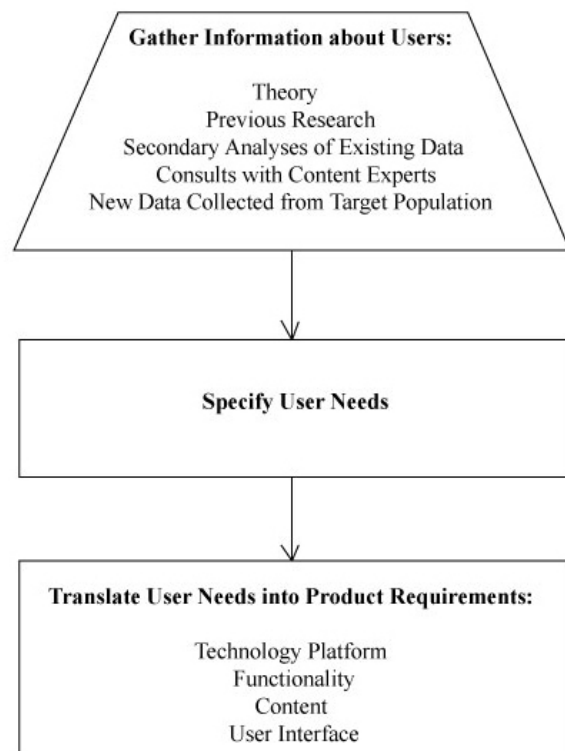 Gather Information about Users:
Theory
Previous Research
Secondary Analyses of Existing Data
Consults with Content Experts
New Data Collected from Target Population
Specify User Needs
Translate User Needs into Product Requirements:
Technology Platform
Functionality
Content
User Interface